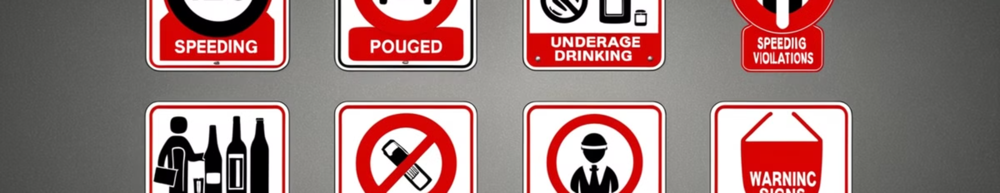 SPEEDING
POUGED
UNDERAGE
DRINKING
SPEEDIIG
VIOLLATIONS
WARNINC